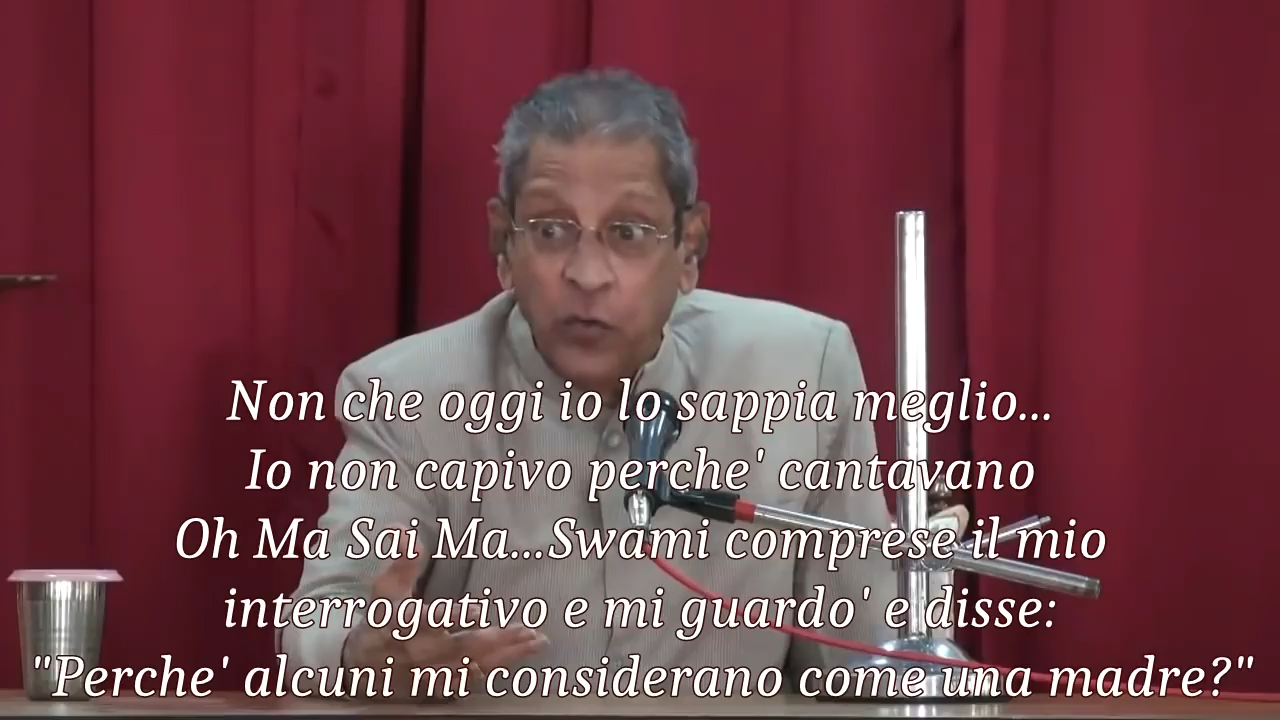 Non che oggi io lo sappia meglio...
Io non capivo perche' cantavano
Oh Ma Sai Ma...Swami comprese il mio
interrogativo e mi guardo' e disse:
"Perche' alcuni mi considerano come una madre?"